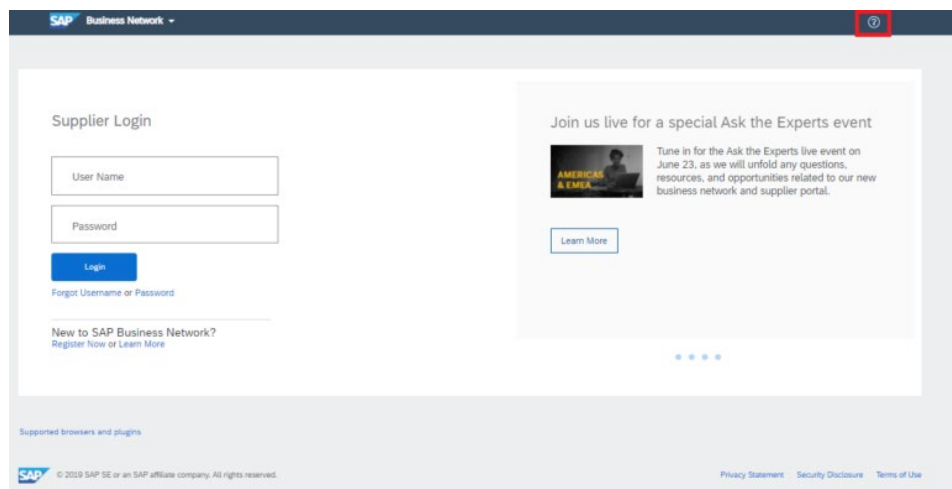 SAP Business Network
Supplier Login
User Name
Password
Login
Forgot Username or Password
New to SAP Business Network?
Register Now or Learn More
Join us live for a special Ask the Experts event
AMERICAS
& EMEA
Tune in for the Ask the Experts live event on
June 23, as we will unfold any questions,
resources, and opportunities related to our new
business network and supplier portal.
Learn More
Supported browsers and plugins
SAP © 2019 SAP SE or an SAP affiliate company. All rights reserved.
Privacy Statement Security Disclosure Terms of Use